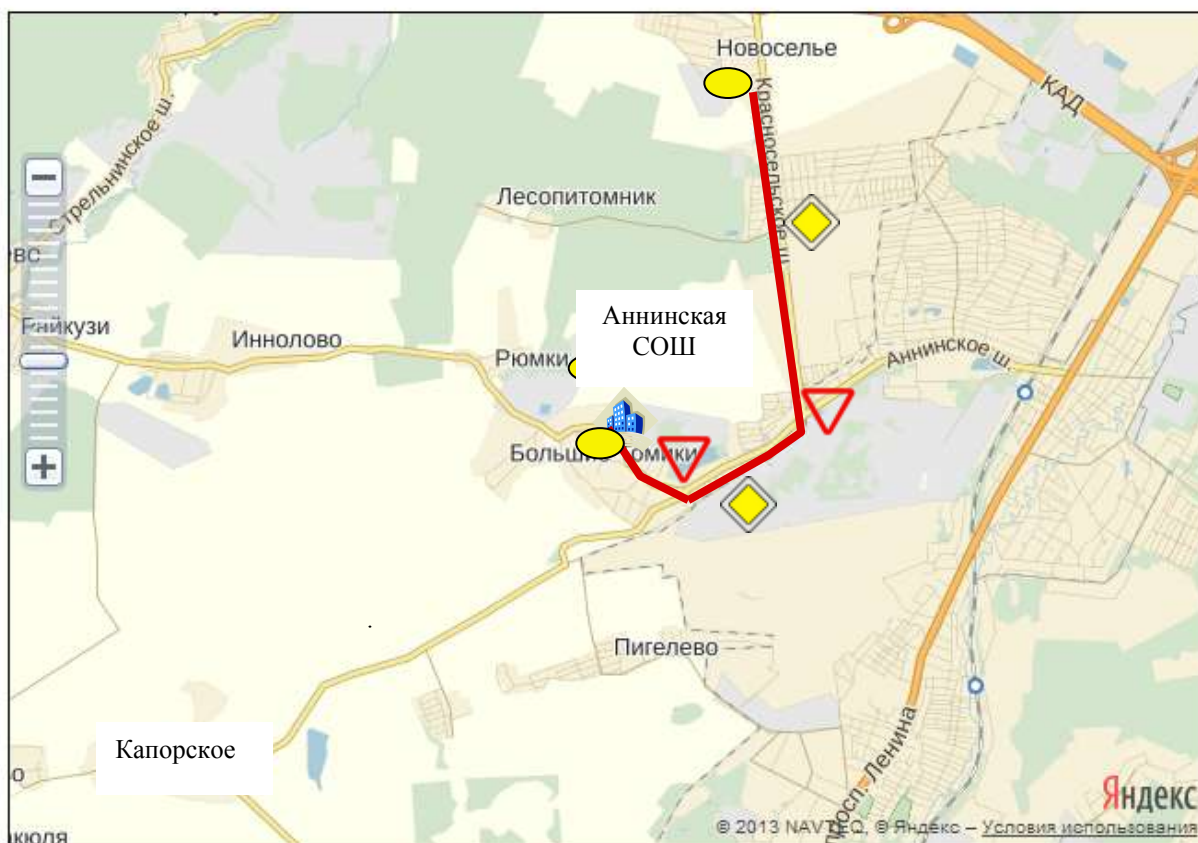 Новоселье
КАД
Красносельское ш.
Стрельнинское ш.
Лесопитомник
Аннинская
СОШ
Иннолово
Рюмки
Аннинское ш.
Большие Томики
Пигелево
Капорское
просп. Ленина
Яндекс
© 2013 NAVTEQ, © Яндекс – Условия использования